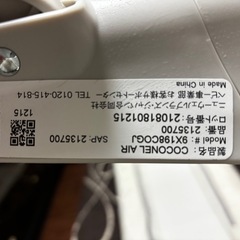 製品名: COCONEL AIR
Model #: 9X198COGJ
品番号: 2135700
ロット番号: 21081801215
SAP: 2135700
ニューウェルブランズ・ジャパン合同会社
ベビー事業部 お客様サポートセンター TEL 0120-415-814
Made in China
1215